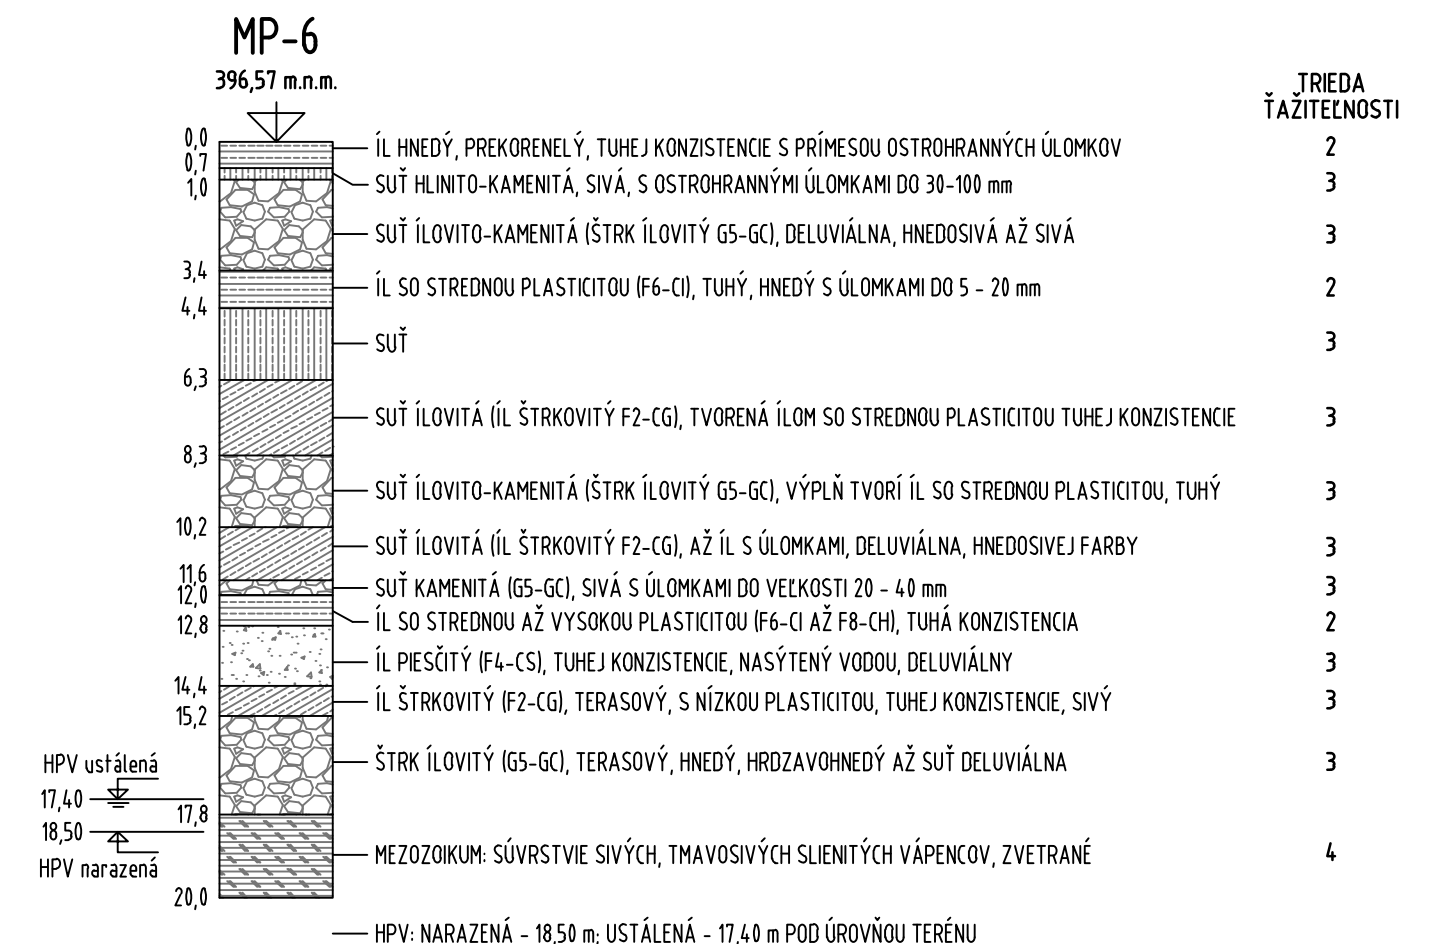 MP-6
396,57 m.n.m.
TRIEDA
ŤAŽITEĽNOSTI
0,0
ÍL HNEDÝ, PREKORENELÝ, TUHEJ KONZISTENCIE S PRÍMESOU OSTROHRANNÝCH ÚLOMKOV 2
0,7
SUŤ HLINITO-KAMENITÁ, SIVÁ, S OSTROHRANNÝMI ÚLOMKAMI DO 30-100 mm 3
1,0
SUŤ ÍLOVITO-KAMENITÁ (ŠTRK ÍLOVITÝ G5-GC), DELUVIÁLNA, HNEDOSIVÁ AŽ SIVÁ 3
3,4
ÍL SO STREDNOU PLASTICITOU (F6-CI), TUHÝ, HNEDÝ S ÚLOMKAMI DO 5 - 20 mm 2
4,4
SUŤ 3
6,3
SUŤ ÍLOVITÁ (ÍL ŠTRKOVITÝ F2-CG), TVORENÁ ÍLOM SO STREDNOU PLASTICITOU TUHEJ KONZISTENCIE 3
8,3
SUŤ ÍLOVITO-KAMENITÁ (ŠTRK ÍLOVITÝ G5-GC), VÝPLŇ TVORÍ ÍL SO STREDNOU PLASTICITOU, TUHÝ 3
10,2
SUŤ ÍLOVITÁ (ÍL ŠTRKOVITÝ F2-CG), AŽ ÍL S ÚLOMKAMI, DELUVIÁLNA, HNEDOSIVEJ FARBY 3
11,6
SUŤ KAMENITÁ (G5-GC), SIVÁ S ÚLOMKAMI DO VEĽKOSTI 20 - 40 mm 3
12,0
ÍL SO STREDNOU AŽ VYSOKOU PLASTICITOU (F6-CI AŽ F8-CH), TUHÁ KONZISTENCIA 2
12,8
ÍL PIESČITÝ (F4-CS), TUHEJ KONZISTENCIE, NASÝTENÝ VODOU, DELUVIÁLNY 3
14,4
ÍL ŠTRKOVITÝ (F2-CG), TERASOVÝ, S NÍZKOU PLASTICITOU, TUHEJ KONZISTENCIE, SIVÝ 3
15,2
ŠTRK ÍLOVITÝ (G5-GC), TERASOVÝ, HNEDÝ, HRDZAVOHNEDÝ AŽ SUŤ DELUVIÁLNA 3
HPV ustálená
17,40
17,8
18,50
MEZOZOIKUM: SÚVRSTVIE SIVÝCH, TMAVOSIVÝCH SLIENITÝCH VÁPENCOV, ZVETRANÉ 4
HPV narazená
20,0
HPV: NARAZENÁ - 18,50 m; USTÁLENÁ - 17,40 m POD ÚROVŇOU TERÉNU